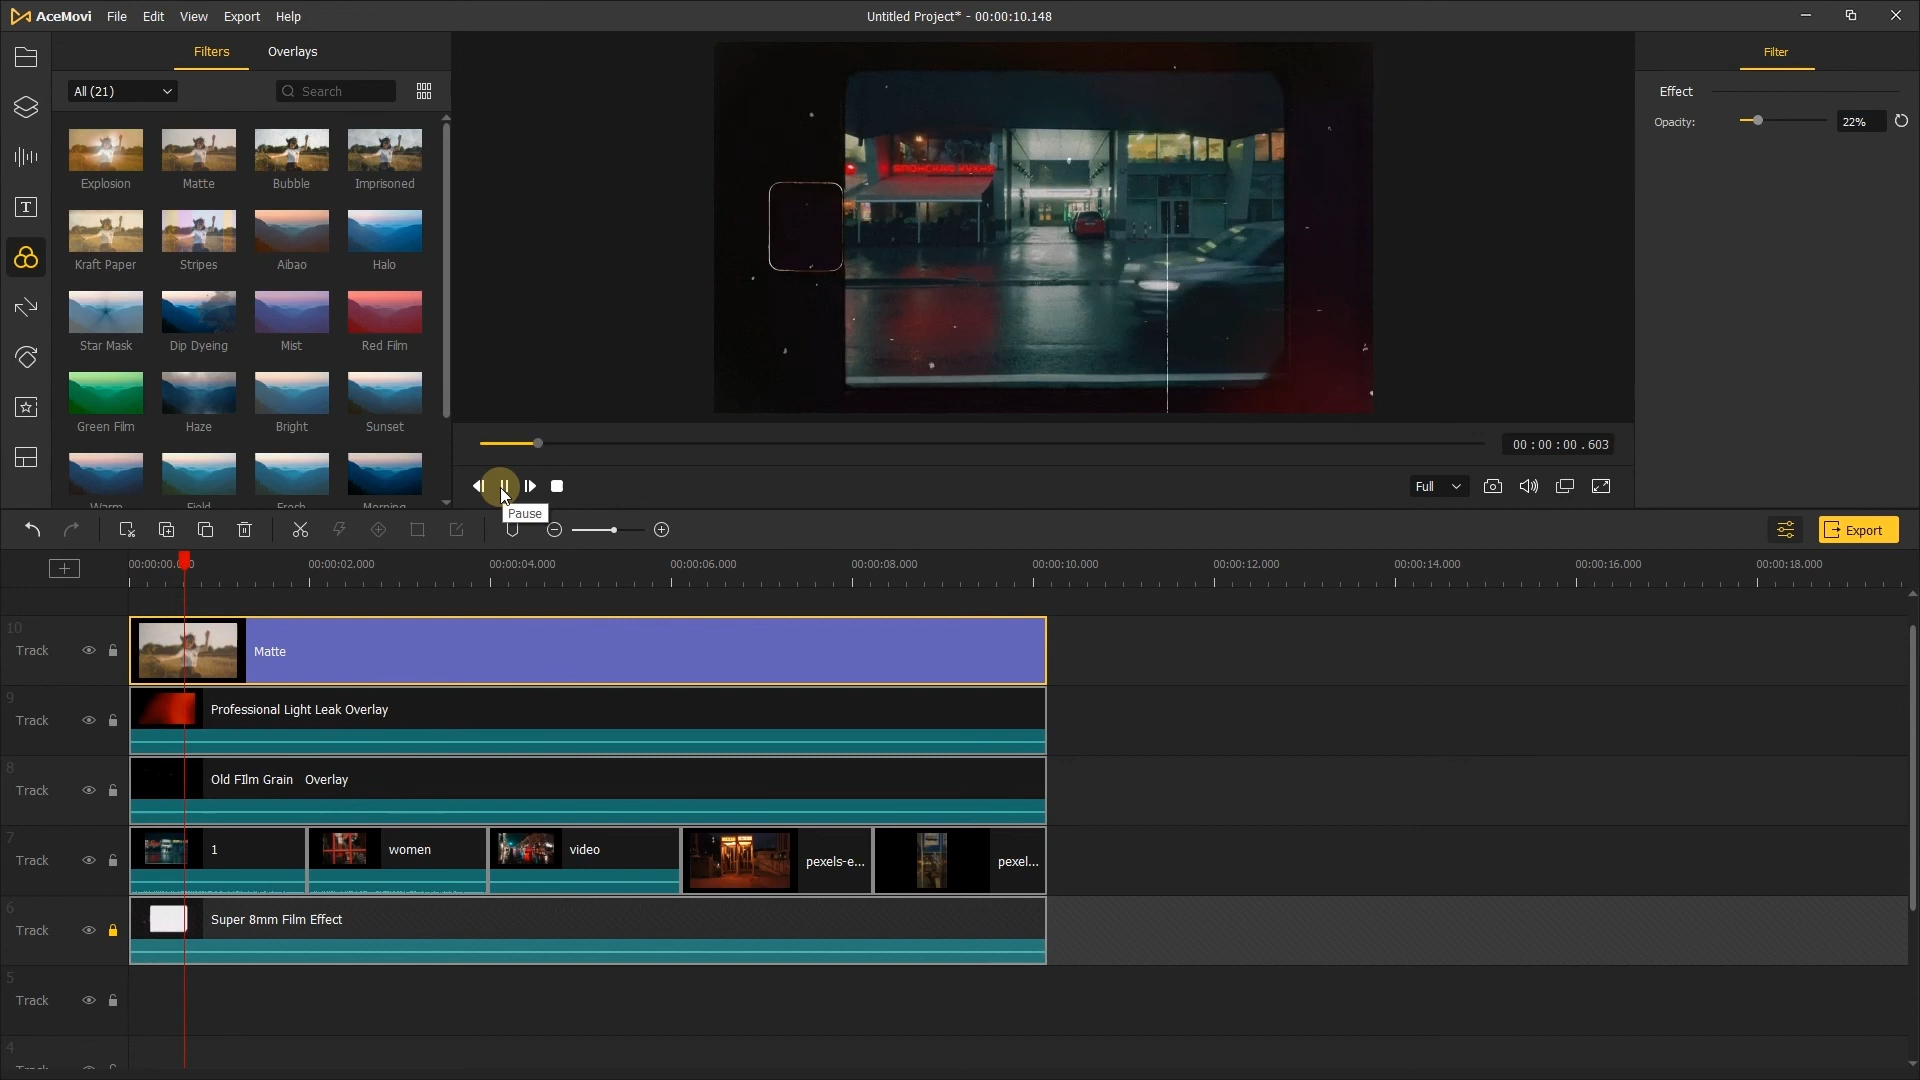 AceMovi File Edit View Export Help
Untitled Project* - 00:00:10.148
Filters Overlays
All (21)
Search
Explosion Matte Bubble Imprisoned
Kraft Paper Stripes Aibao Halo
Star Mask Dip Dyeing Mist Red Film
Green Film Haze Bright Sunset
Warm Field Fresh Morning
ЯПОНСКАЯ КУХНЯ
00 : 00 : 00 . 603
Full
Pause
Filter
Effect
Opacity: 22%
Export
00:00:00. 00:00:02.000 00:00:04.000 00:00:06.000 00:00:08.000 00:00:10.000 00:00:12.000 00:00:14.000 00:00:16.000 00:00:18.000
10
Track
Matte
9
Track
Professional Light Leak Overlay
8
Track
Old FIlm Grain Overlay
7
Track
1 women video pexels-e... pexel...
6
Track
Super 8mm Film Effect
5
Track
4
Track